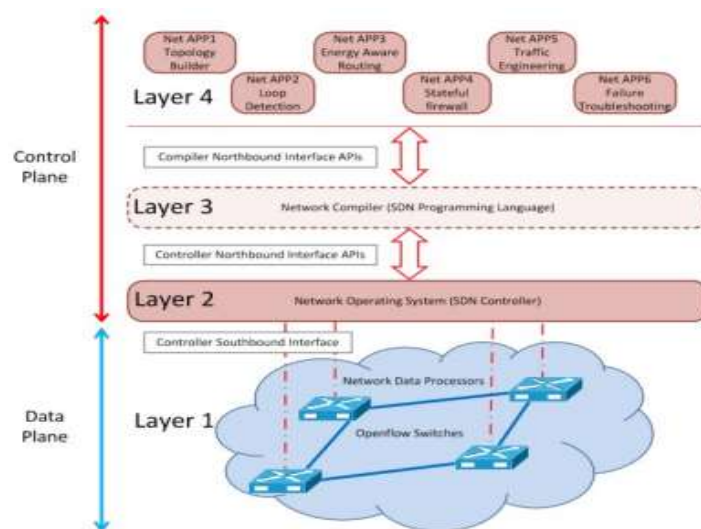 Net APP1
Topology
Builder
Net APP2
Loop
Detection
Net APP3
Energy Aware
Routing
Net APP4
Stateful
firewall
Net APP5
Traffic
Engineering
Net APP6
Failure
Troubleshooting
Layer 4
Control
Plane
Compiler Northbound Interface APIs
Layer 3
Network Compiler (SDN Programming Language)
Controller Northbound Interface APIs
Layer 2
Network Operating System (SDN Controller)
Controller Southbound Interface
Network Data Processors
Data
Plane
Layer 1
Openflow Switches